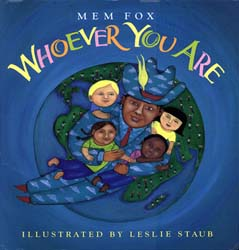 MEM FOX
WHOEVER YOU ARE
ILLUSTRATED BY LESLIE STAUB